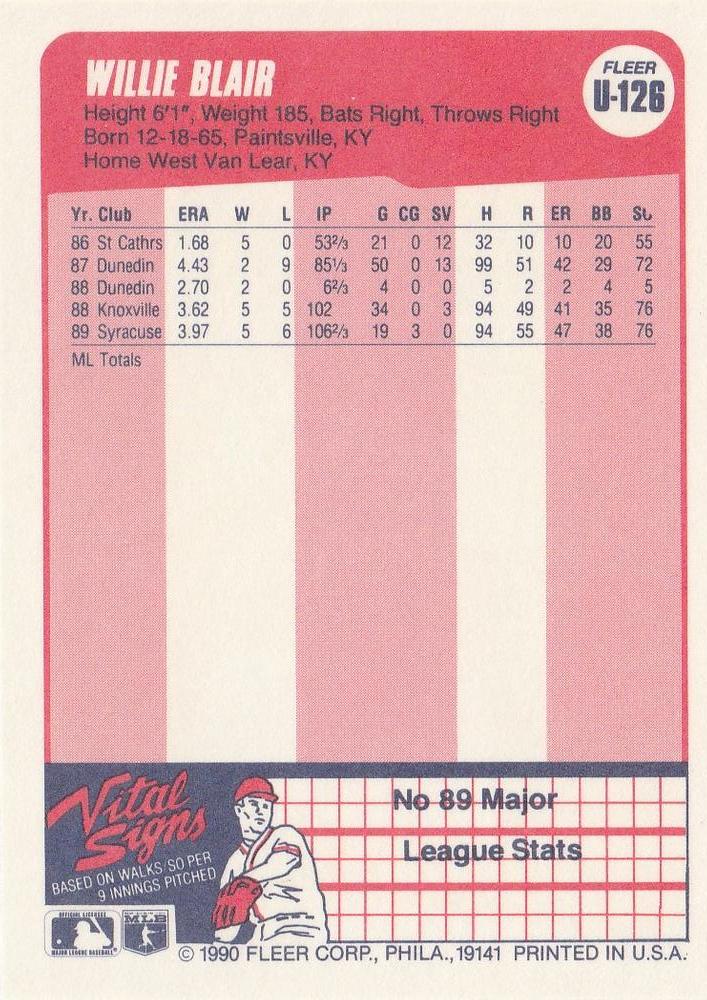 WILLIE BLAIR
FLEER
U-126
Height 6'1", Weight 185, Bats Right, Throws Right
Born 12-18-65, Paintsville, KY
Home West Van Lear, KY
Yr. Club ERA W L IP G CG SV H R ER BB SO
86 St Cathrs 1.68 5 0 53⅔ 21 0 12 32 10 10 20 55
87 Dunedin 4.43 2 9 85⅓ 50 0 13 99 51 42 29 72
88 Dunedin 2.70 2 0 6⅔ 4 0 0 5 2 2 4 5
88 Knoxville 3.62 5 5 102 34 0 3 94 49 41 35 76
89 Syracuse 3.97 5 6 106⅔ 19 3 0 94 55 47 38 76
ML Totals
Vital
Signs
BASED ON WALKS/SO PER
9 INNINGS PITCHED
No 89 Major
League Stats
OFFICIAL LICENSEE
MAJOR LEAGUE BASEBALL
MLB
© 1990 FLEER CORP., PHILA., 19141 PRINTED IN U.S.A.